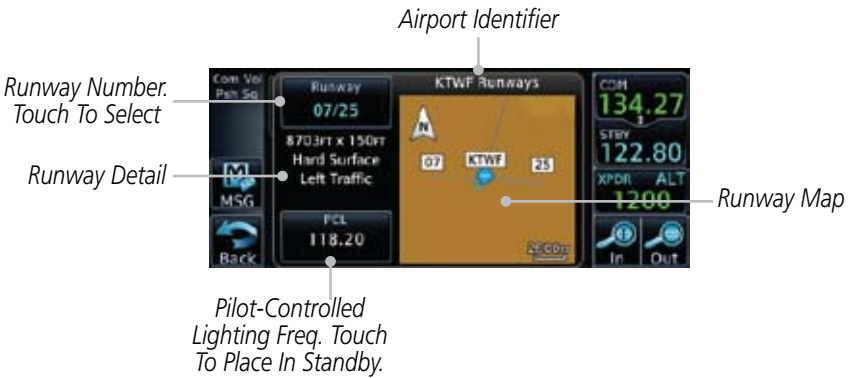 Airport Identifier
Runway Number.
Touch To Select
Runway Detail
Pilot-Controlled
Lighting Freq. Touch
To Place In Standby.
Runway Map
Com Vol
Psh Sq
MSG
Back
Runway
07/25
8703FT X 150FT
Hard Surface
Left Traffic
PCL
118.20
KTWF Runways
N
07
KTWF
25
COM
134.27
STBY
122.80
XPDR ALT
1200
In
Out